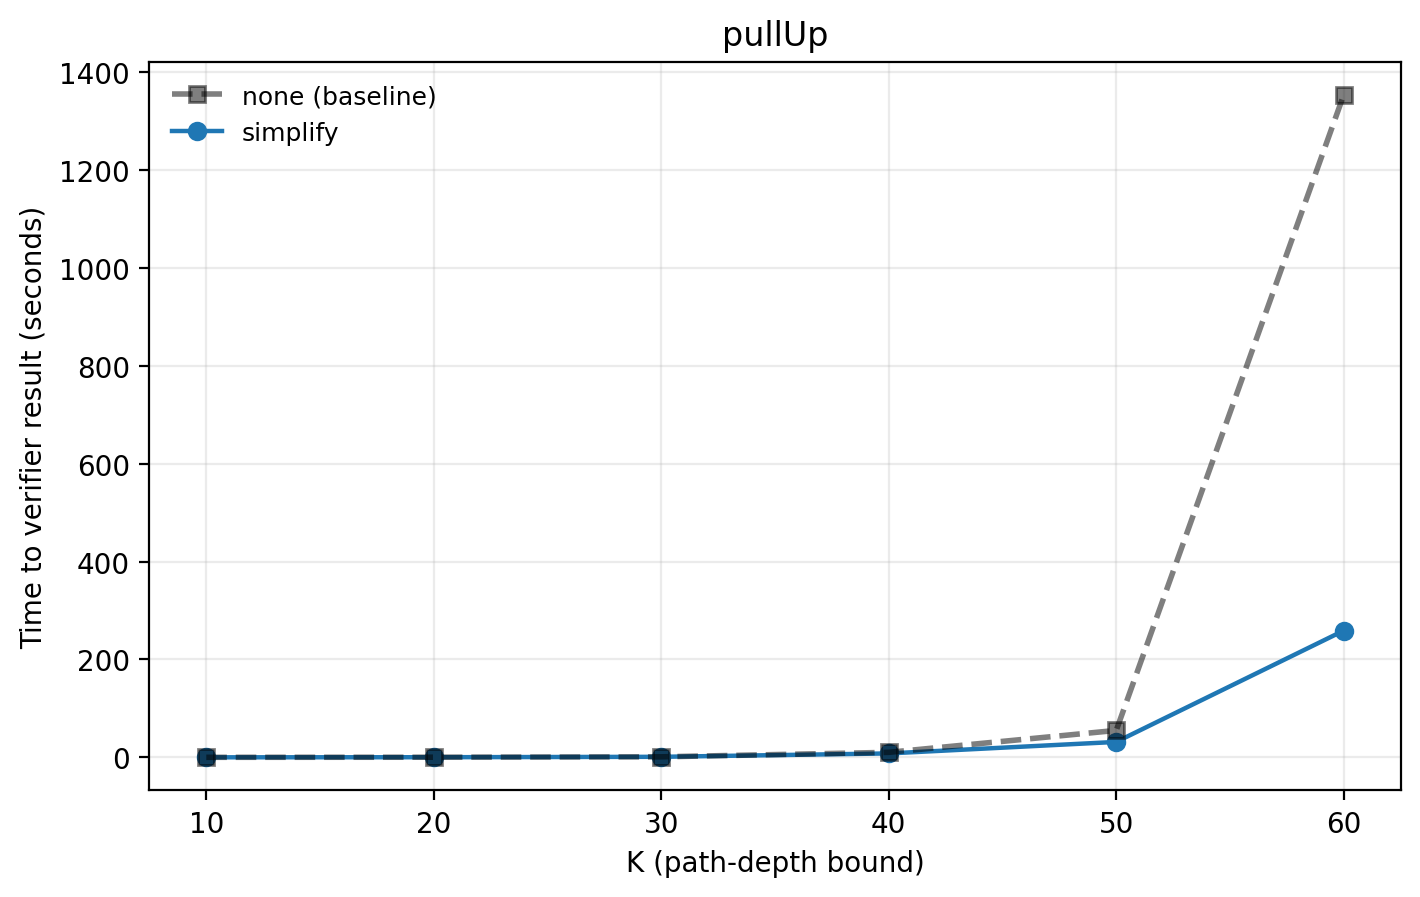 pullUp
none (baseline)
simplify
Time to verifier result (seconds)
1400
1200
1000
800
600
400
200
0
10 20 30 40 50 60
K (path-depth bound)